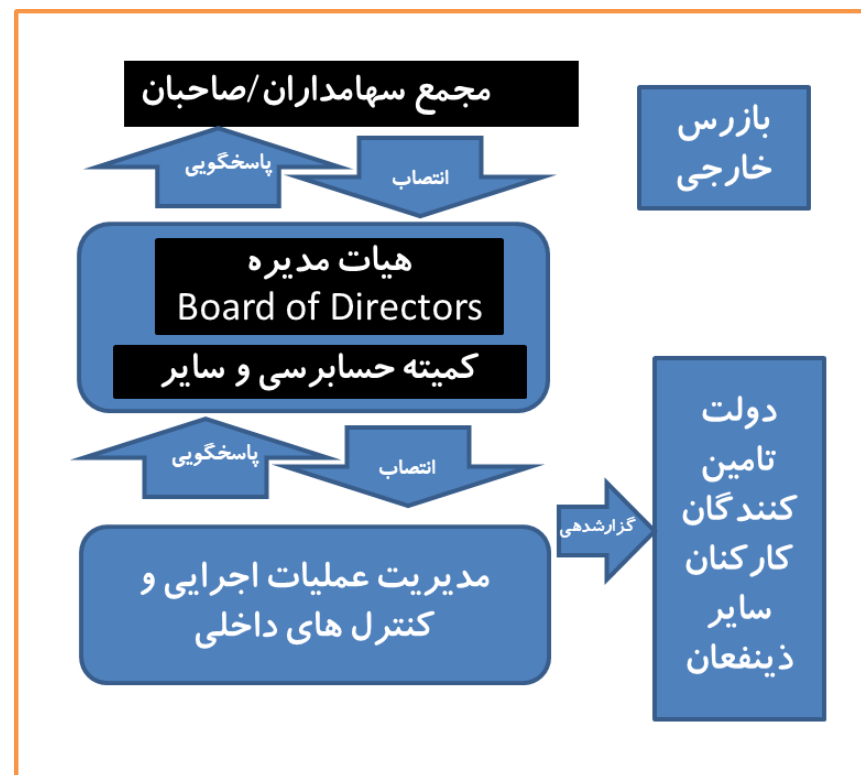 مجمع سهامداران/صاحبان
بازرس
خارجی
پاسخگویی
انتصاب
هیات مدیره
Board of Directors
کمیته حسابرسی و سایر
پاسخگویی
انتصاب
مدیریت عملیات اجرایی و
کنترل های داخلی
گزارشدهی
دولت
تامین
کنندگان
کارکنان
سایر
ذینفعان